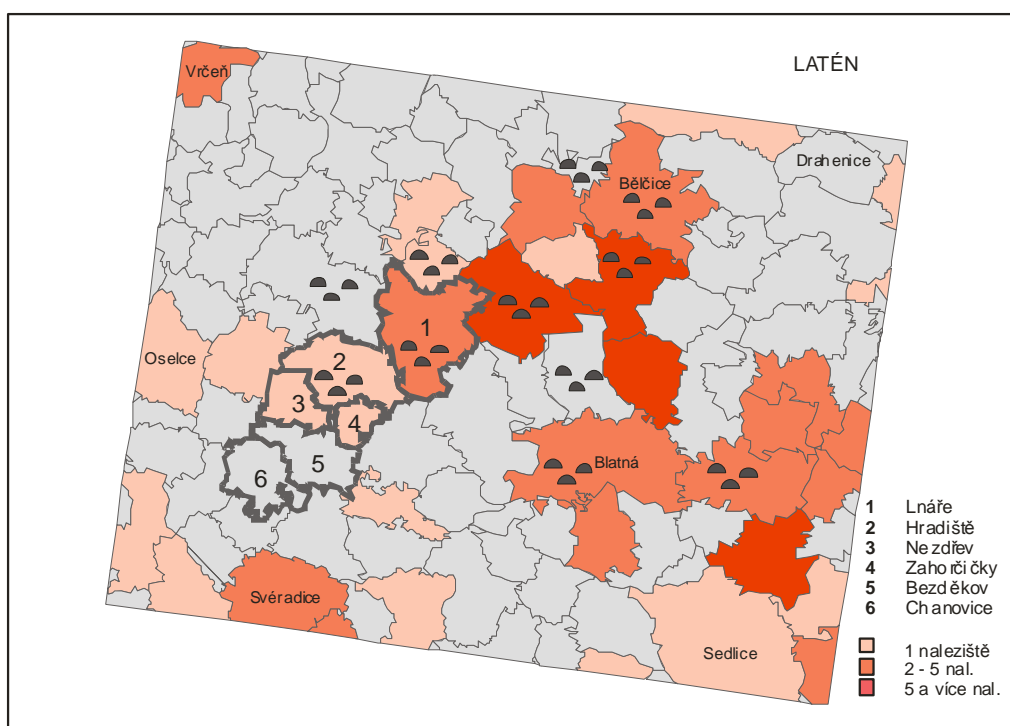 LATÉN
Vrčeň
Drahenice
Bělčice
1
Oselce
2
3
4
Blatná
5
6
Svéradice
Sedlice
1 Lnáře
2 Hradiště
3 Nezdřev
4 Zahorčičky
5 Bezděkov
6 Chanovice
1 naleziště
2 - 5 nal.
5 a více nal.